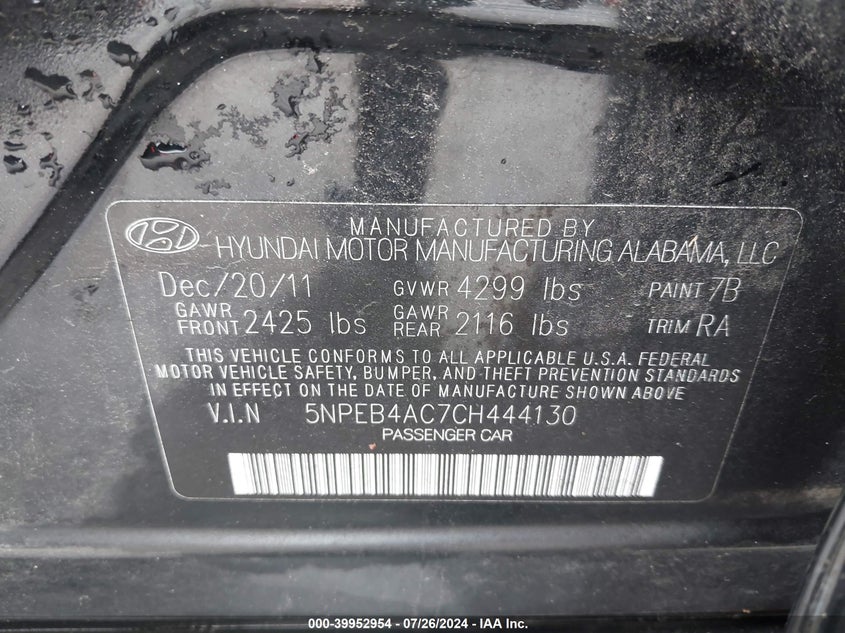 MANUFACTURED BY
HYUNDAI MOTOR MANUFACTURING ALABAMA, LLC
Dec/20/11 GVWR 4299 lbs PAINT 7B
GAWR FRONT 2425 lbs GAWR REAR 2116 lbs TRIM RA
THIS VEHICLE CONFORMS TO ALL APPLICABLE U.S.A. FEDERAL
MOTOR VEHICLE SAFETY, BUMPER, AND THEFT PREVENTION STANDARDS
IN EFFECT ON THE DATE OF MANUFACTURE SHOWN ABOVE
V.I.N 5NPEB4AC7CH444130
PASSENGER CAR
000-39952954 / 07/26/2024 - IAA Inc.